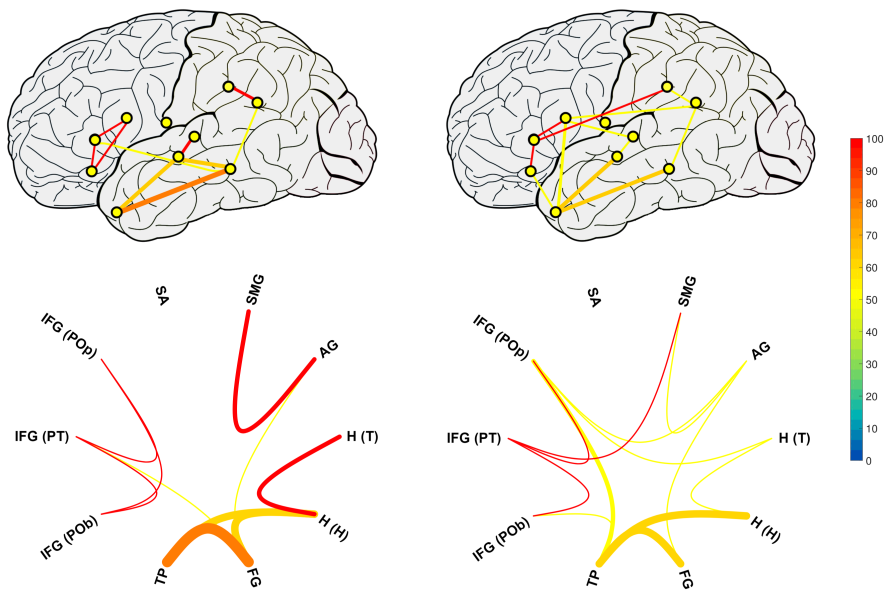 SA
SMG
IFG (POp)
AG
IFG (PT)
H (T)
IFG (POb)
H (H)
TP
FG
SA
SMG
IFG (POp)
AG
IFG (PT)
H (T)
IFG (POb)
H (H)
TP
FG
100
90
80
70
60
50
40
30
20
10
0